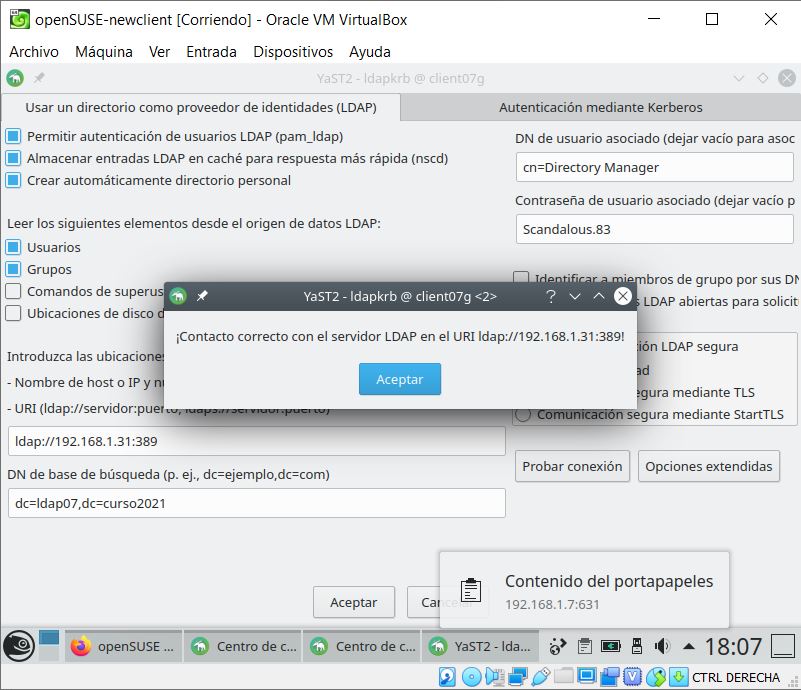 openSUSE-newclient [Corriendo] - Oracle VM VirtualBox
Archivo Máquina Ver Entrada Dispositivos Ayuda
YaST2 - ldapkrb @ client07g
Usar un directorio como proveedor de identidades (LDAP)
Autenticación mediante Kerberos
Permitir autenticación de usuarios LDAP (pam_ldap)
Almacenar entradas LDAP en caché para respuesta más rápida (nscd)
Crear automáticamente directorio personal
Leer los siguientes elementos desde el origen de datos LDAP:
Usuarios
Grupos
Comandos de superus
Ubicaciones de disco d
Introduzca las ubicaciones
- Nombre de host o IP y nú
- URI (ldap://servidor:puerto, ldaps://servidor:puerto)
ldap://192.168.1.31:389
DN de base de búsqueda (p. ej., dc=ejemplo,dc=com)
dc=ldap07,dc=curso2021
DN de usuario asociado (dejar vacío para asoc
cn=Directory Manager
Contraseña de usuario asociado (dejar vacío p
Scandalous.83
Identificar a miembros de grupo por sus DN
LDAP abiertas para solicit
ión LDAP segura
ad
egura mediante TLS
Comunicación segura mediante StartTLS
Probar conexión
Opciones extendidas
YaST2 - ldapkrb @ client07g <2>
¡Contacto correcto con el servidor LDAP en el URI ldap://192.168.1.31:389!
Aceptar
Aceptar
Cancelar
Contenido del portapapeles
192.168.1.7:631
openSUSE ...
Centro de c...
Centro de c...
YaST2 - lda...
18:07
CTRL DERECHA